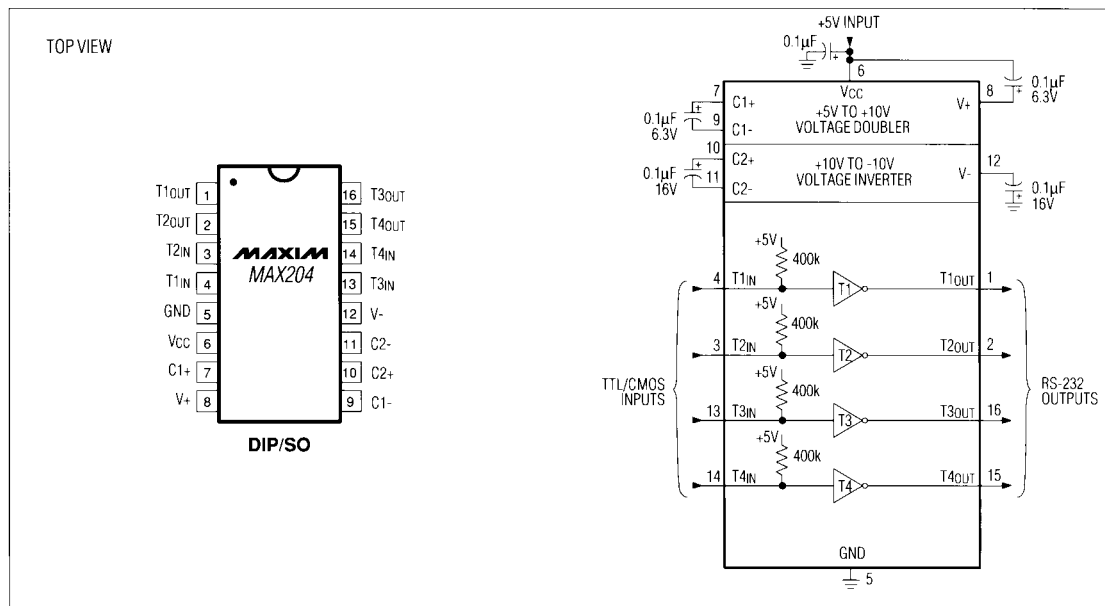 TOP VIEW
T1OUT 1
T2OUT 2
T2IN 3
T1IN 4
GND 5
VCC 6
C1+ 7
V+ 8
16 T3OUT
15 T4OUT
14 T4IN
13 T3IN
12 V-
11 C2-
10 C2+
9 C1-
MAXIM
MAX204
DIP/SO
+5V INPUT
0.1µF
+
6
VCC
+5V TO +10V
VOLTAGE DOUBLER
7 C1+
9 C1-
0.1µF
6.3V
+
V+ 8
+
0.1µF
6.3V
10 C2+
11 C2-
0.1µF
16V
+
+10V TO -10V
VOLTAGE INVERTER
V- 12
+
0.1µF
16V
+5V
400k
4 T1IN T1 T1OUT 1
+5V
400k
3 T2IN T2 T2OUT 2
TTL/CMOS
INPUTS
RS-232
OUTPUTS
+5V
400k
13 T3IN T3 T3OUT 16
+5V
400k
14 T4IN T4 T4OUT 15
GND
5